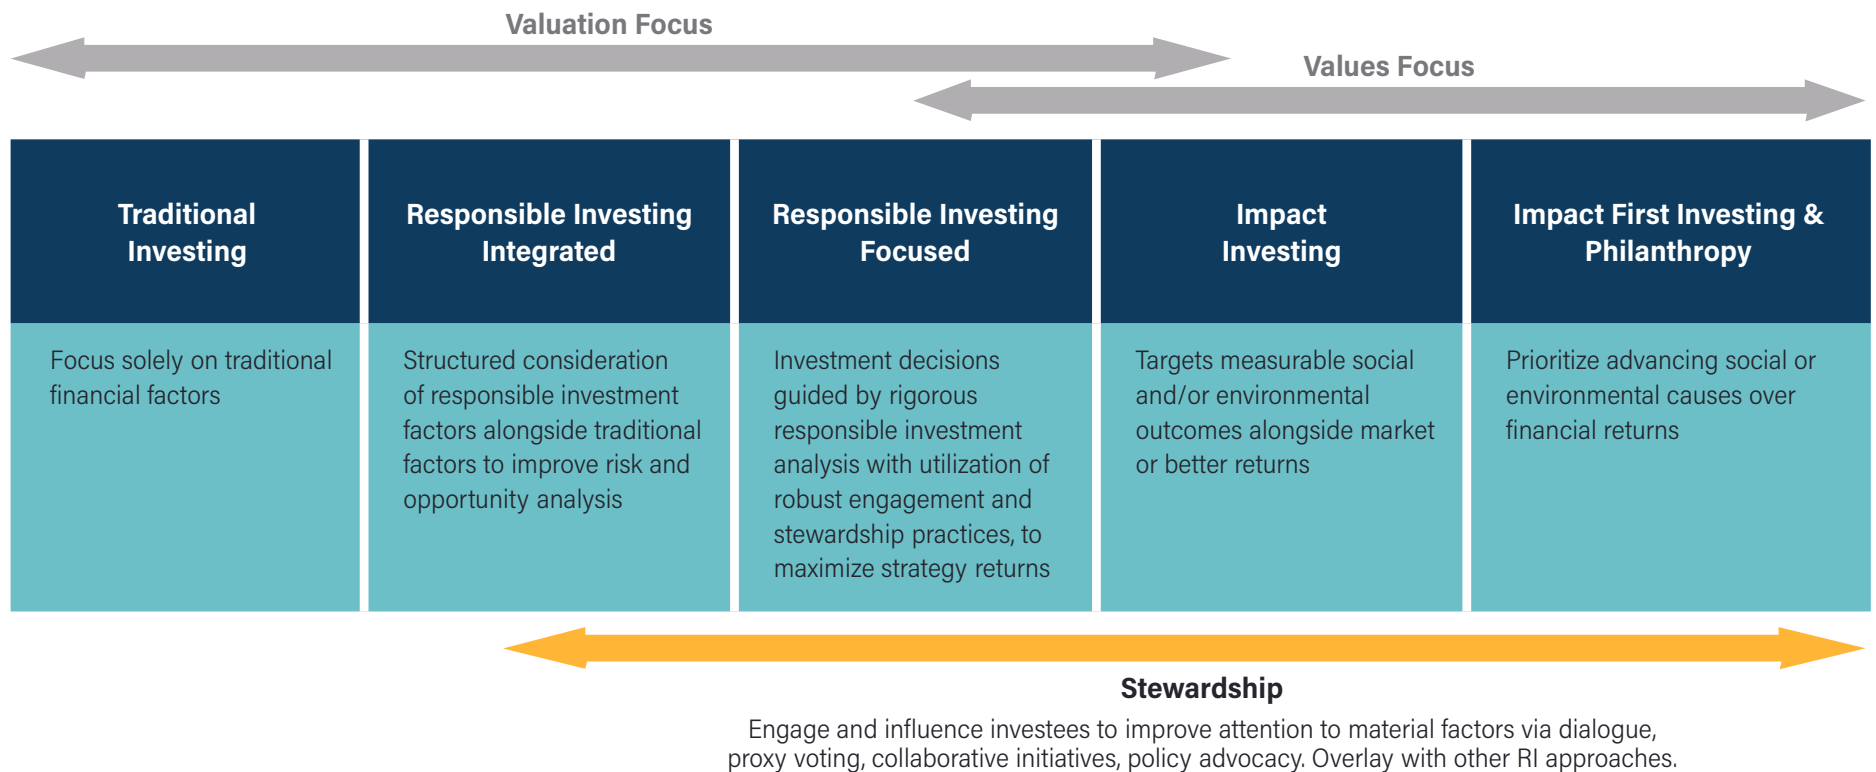 Valuation Focus
Values Focus
Traditional
Investing
Responsible Investing
Integrated
Responsible Investing
Focused
Impact
Investing
Impact First Investing &
Philanthropy
Focus solely on traditional
financial factors
Structured consideration
of responsible investment
factors alongside traditional
factors to improve risk and
opportunity analysis
Investment decisions
guided by rigorous
responsible investment
analysis with utilization of
robust engagement and
stewardship practices, to
maximize strategy returns
Targets measurable social
and/or environmental
outcomes alongside market
or better returns
Prioritize advancing social or
environmental causes over
financial returns
Stewardship
Engage and influence investees to improve attention to material factors via dialogue,
proxy voting, collaborative initiatives, policy advocacy. Overlay with other RI approaches.